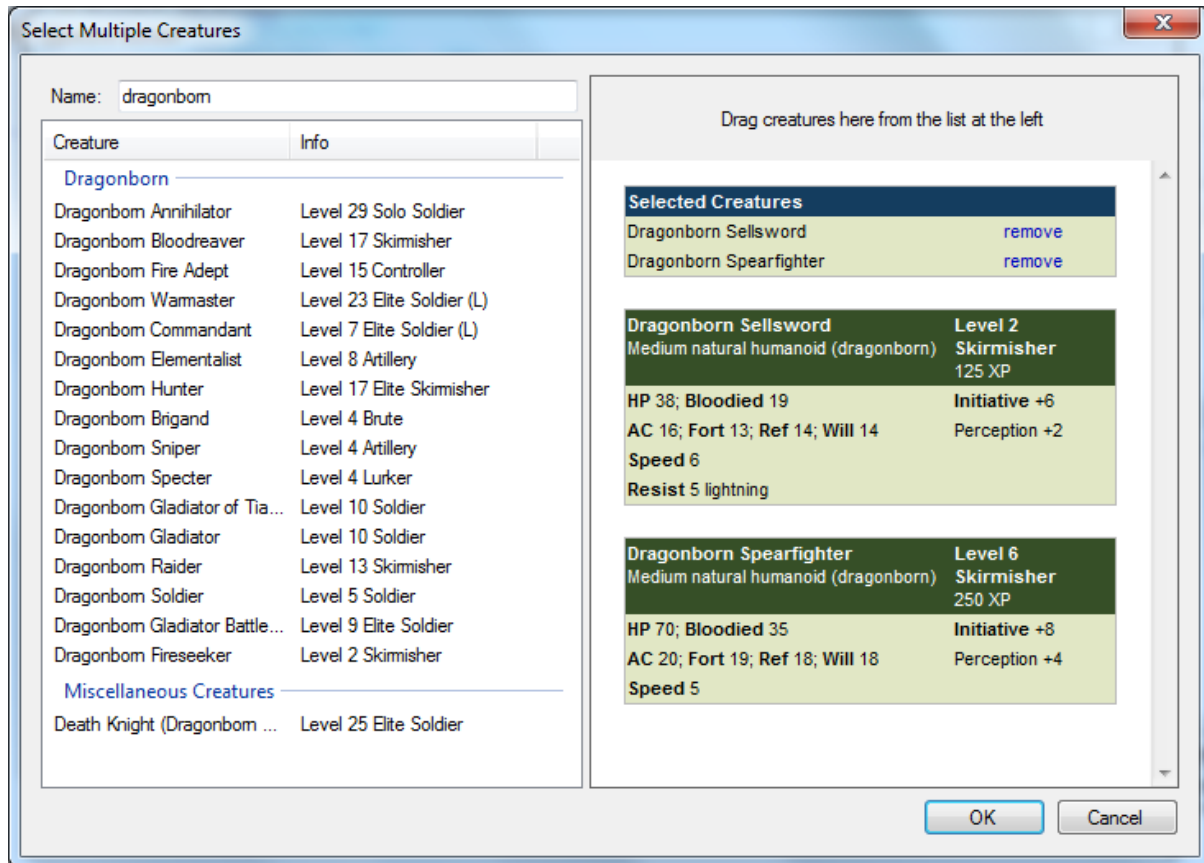 Select Multiple Creatures
Name: dragonborn
Creature Info
Dragonborn
Dragonborn Annihilator Level 29 Solo Soldier
Dragonborn Bloodreaver Level 17 Skirmisher
Dragonborn Fire Adept Level 15 Controller
Dragonborn Warmaster Level 23 Elite Soldier (L)
Dragonborn Commandant Level 7 Elite Soldier (L)
Dragonborn Elementalist Level 8 Artillery
Dragonborn Hunter Level 17 Elite Skirmisher
Dragonborn Brigand Level 4 Brute
Dragonborn Sniper Level 4 Artillery
Dragonborn Specter Level 4 Lurker
Dragonborn Gladiator of Tia... Level 10 Soldier
Dragonborn Gladiator Level 10 Soldier
Dragonborn Raider Level 13 Skirmisher
Dragonborn Soldier Level 5 Soldier
Dragonborn Gladiator Battle... Level 9 Elite Soldier
Dragonborn Fireseeker Level 2 Skirmisher
Miscellaneous Creatures
Death Knight (Dragonborn ... Level 25 Elite Soldier
Drag creatures here from the list at the left
Selected Creatures
Dragonborn Sellsword remove
Dragonborn Spearfighter remove
Dragonborn Sellsword Level 2
Medium natural humanoid (dragonborn) Skirmisher
125 XP
HP 38; Bloodied 19 Initiative +6
AC 16; Fort 13; Ref 14; Will 14 Perception +2
Speed 6
Resist 5 lightning
Dragonborn Spearfighter Level 6
Medium natural humanoid (dragonborn) Skirmisher
250 XP
HP 70; Bloodied 35 Initiative +8
AC 20; Fort 19; Ref 18; Will 18 Perception +4
Speed 5
OK Cancel